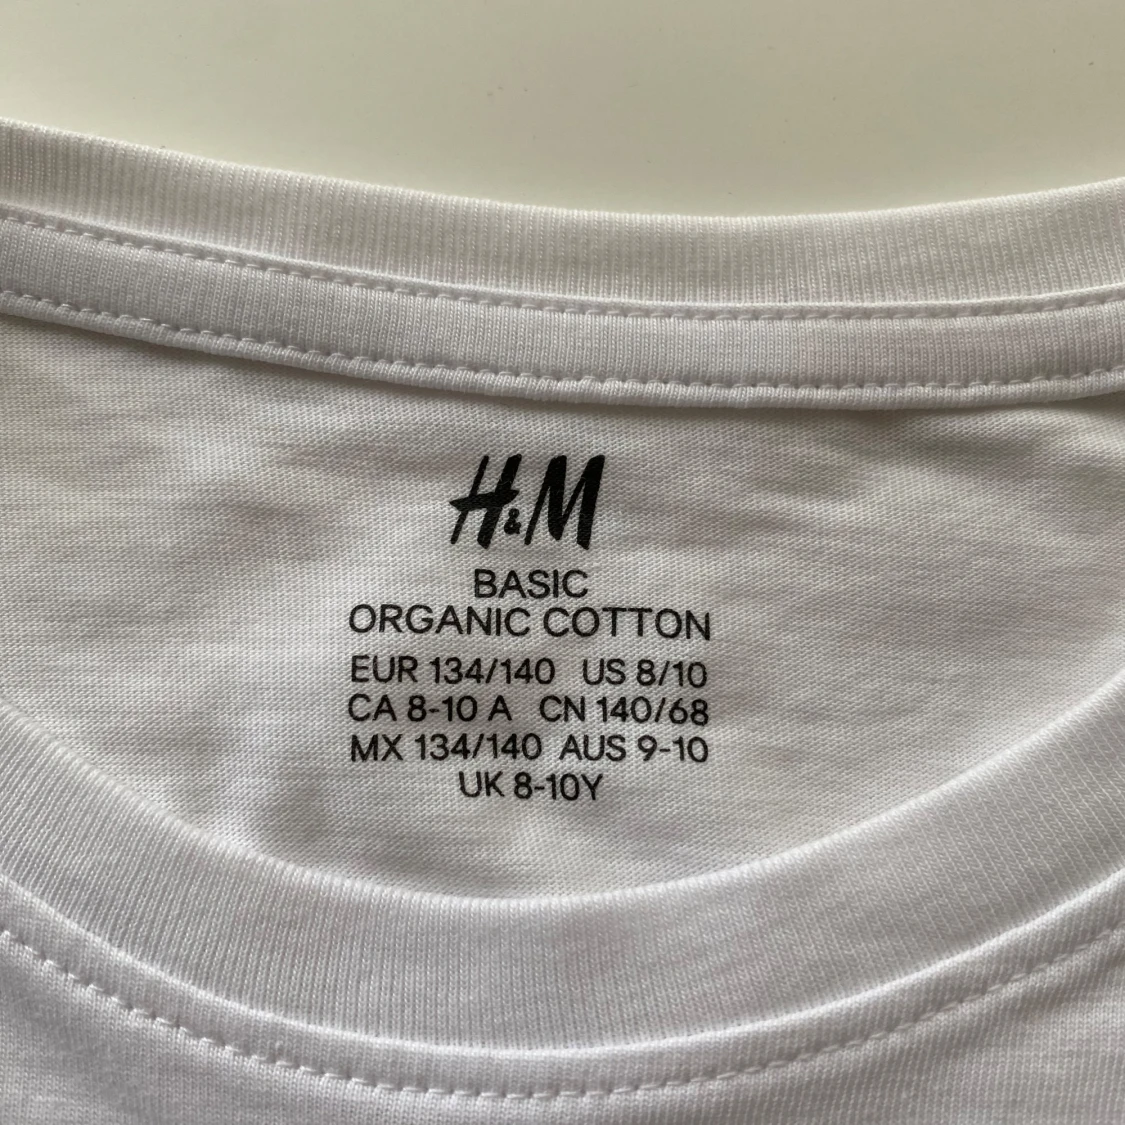 H&M
BASIC
ORGANIC COTTON
EUR 134/140 US 8/10
CA 8-10 A CN 140/68
MX 134/140 AUS 9-10
UK 8-10Y